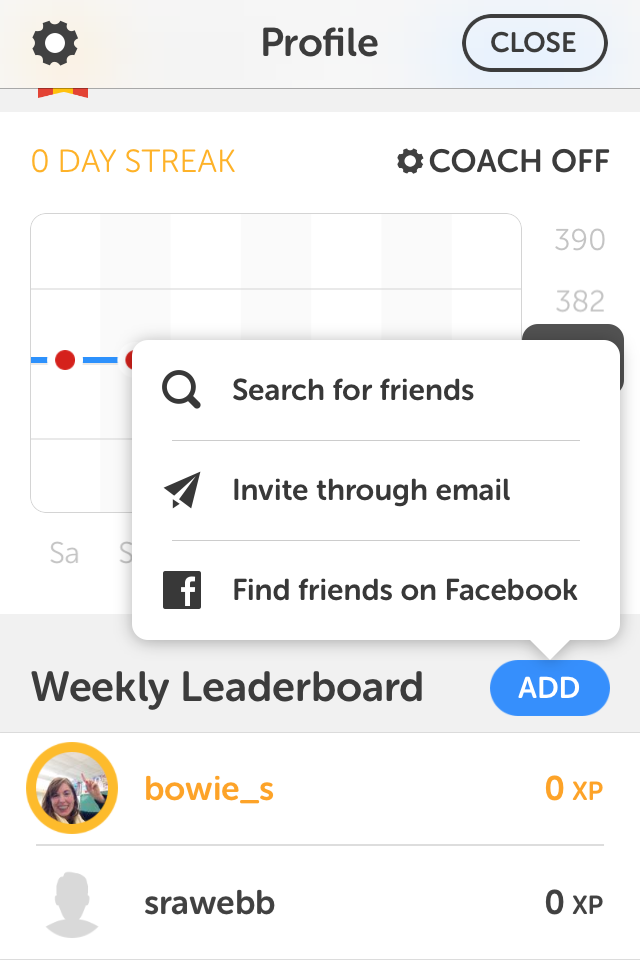 Profile
CLOSE
0 DAY STREAK
COACH OFF
390
382
Search for friends
Invite through email
Sa
S
Find friends on Facebook
Weekly Leaderboard
ADD
bowie_s
0 XP
srawebb
0 XP